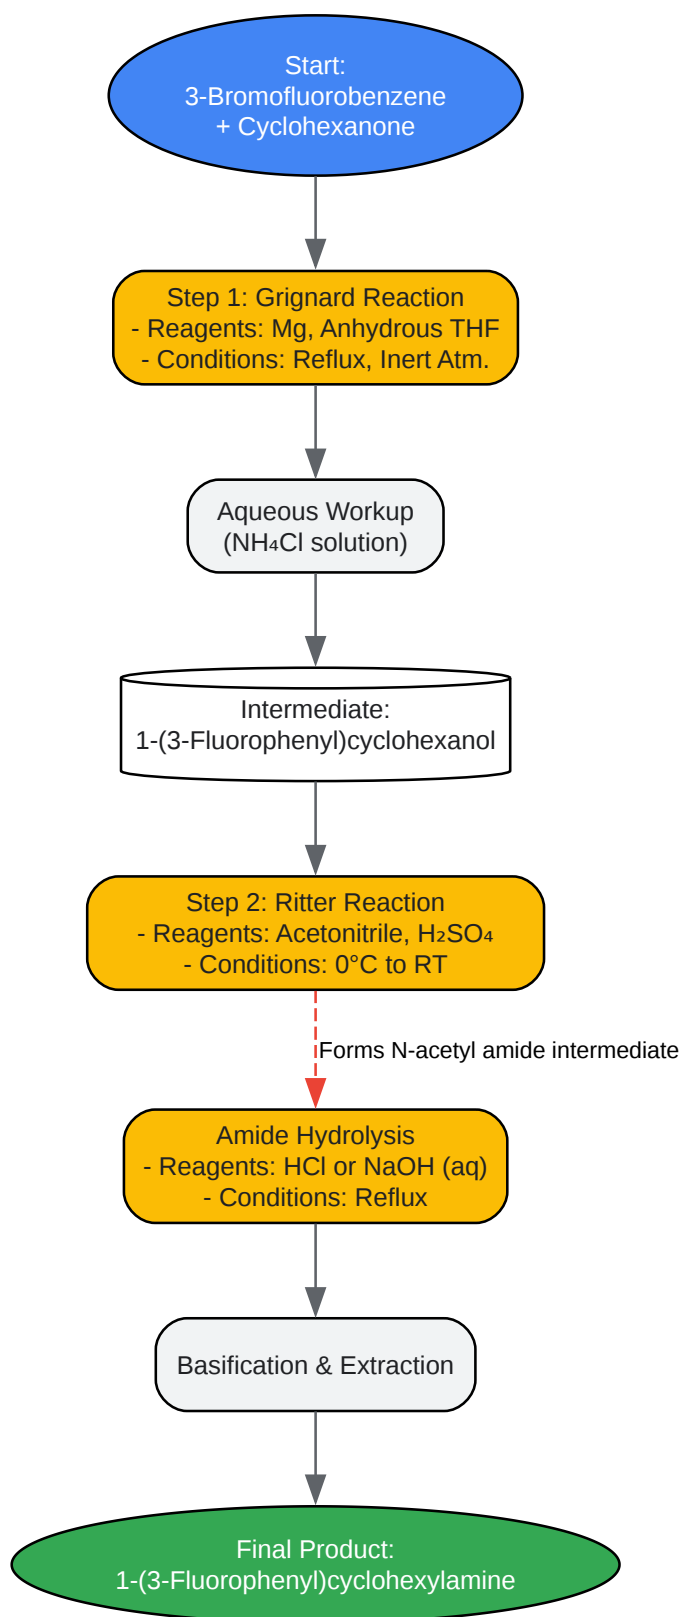 Start:
3-Bromofluorobenzene
+ Cyclohexanone
Step 1: Grignard Reaction
- Reagents: Mg, Anhydrous THF
- Conditions: Reflux, Inert Atm.
Aqueous Workup
(NH₄Cl solution)
Intermediate:
1-(3-Fluorophenyl)cyclohexanol
Step 2: Ritter Reaction
- Reagents: Acetonitrile, H₂SO₄
- Conditions: 0°C to RT
Forms N-acetyl amide intermediate
Amide Hydrolysis
- Reagents: HCl or NaOH (aq)
- Conditions: Reflux
Basification & Extraction
Final Product:
1-(3-Fluorophenyl)cyclohexylamine